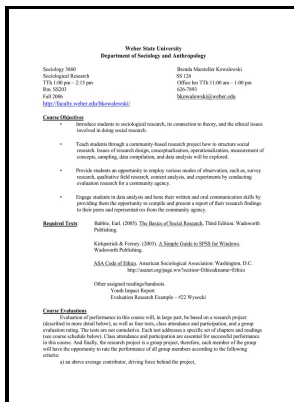 Weber State University
Department of Sociology and Anthropology
Sociology 3660
Sociological Research
TTh 1:00 pm – 2:15 pm
Rm. SS203
Fall 2006
http://faculty.weber.edu/bkowalewski/
Brenda Marsteller Kowalewski
SS 126
Office hrs TTh 11:00 am – 1:00 pm
626-7893
bkowalewski@weber.edu
Course Objectives
• Introduce students to sociological research, its connection to theory, and the ethical issues
involved in doing social research.
• Teach students through a community-based research project how to structure social
research. Issues of research design, conceptualization, operationalization, measurement of
concepts, sampling, data compilation, and data analysis will be explored.
• Provide students an opportunity to employ various modes of observation, such as, survey
research, qualitative field research, content analysis, and experiments by conducting
evaluation research for a community agency.
• Engage students in data analysis and hone their written and oral communication skills by
providing them the opportunity to compile and present a report of their research findings
to their peers and representatives from the community agency.
Required Texts: Babbie, Earl. (2005). The Basics of Social Research, Third Edition. Wadsworth
Publishing.
Kirkpatrick & Feeney. (2003). A Simple Guide to SPSS for Windows.
Wadsworth Publishing.
ASA Code of Ethics. American Sociological Association: Washington, D.C.
http://asanet.org/page.ww?section=Ethics&name=Ethics
Other assigned readings/handouts.
Youth Impact Report
Evaluation Research Example – #22 Wysocki
Course Evaluations
Evaluation of performance in this course will, in large part, be based on a research project
(described in more detail below), as well as four tests, class attendance and participation, and a group
evaluation rating. The tests are not cumulative. Each test addresses a specific set of chapters and readings
(see course schedule below). Class attendance and participation are essential for successful performance
in this course. And finally, the research project is a group project, therefore, each member of the group
will have the opportunity to rate the performance of all group members according to the following
criteria:
a) an above average contributor, driving force behind the project,